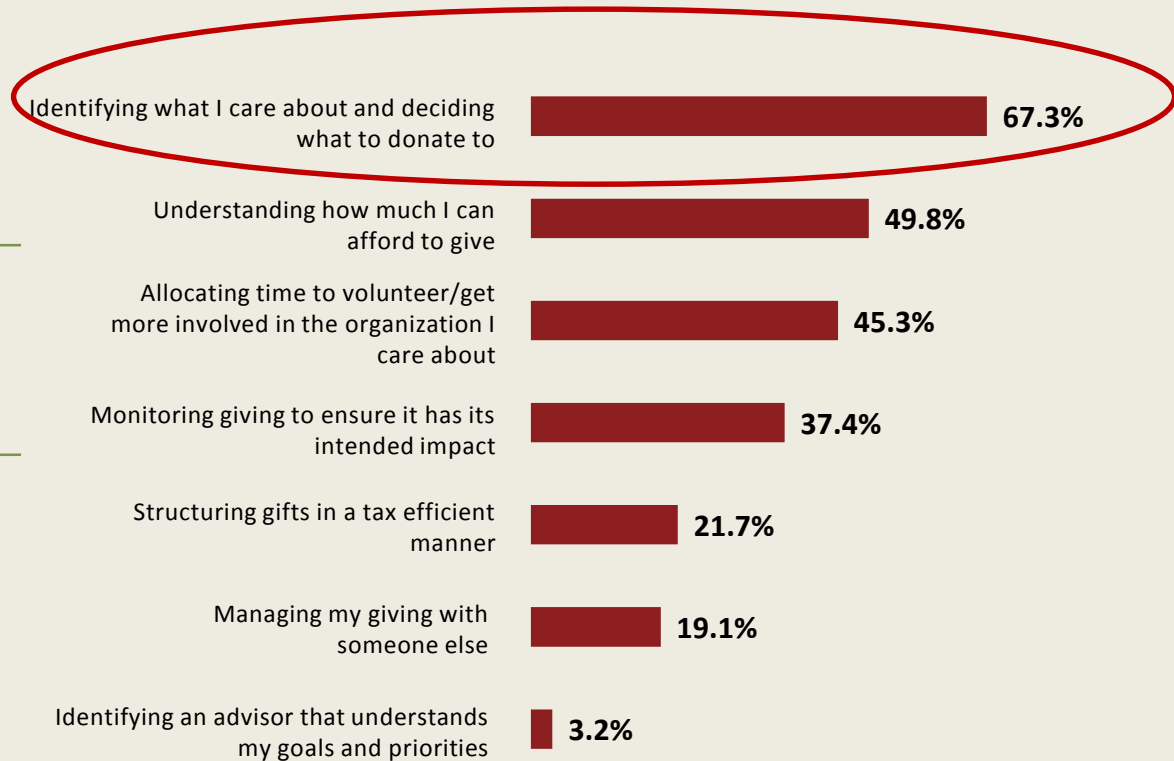 Identifying what I care about and deciding
what to donate to
67.3%
Understanding how much I can
afford to give
49.8%
Allocating time to volunteer/get
more involved in the organization I
care about
45.3%
Monitoring giving to ensure it has its
intended impact
37.4%
Structuring gifts in a tax efficient
manner
21.7%
Managing my giving with
someone else
19.1%
Identifying an advisor that understands
my goals and priorities
3.2%